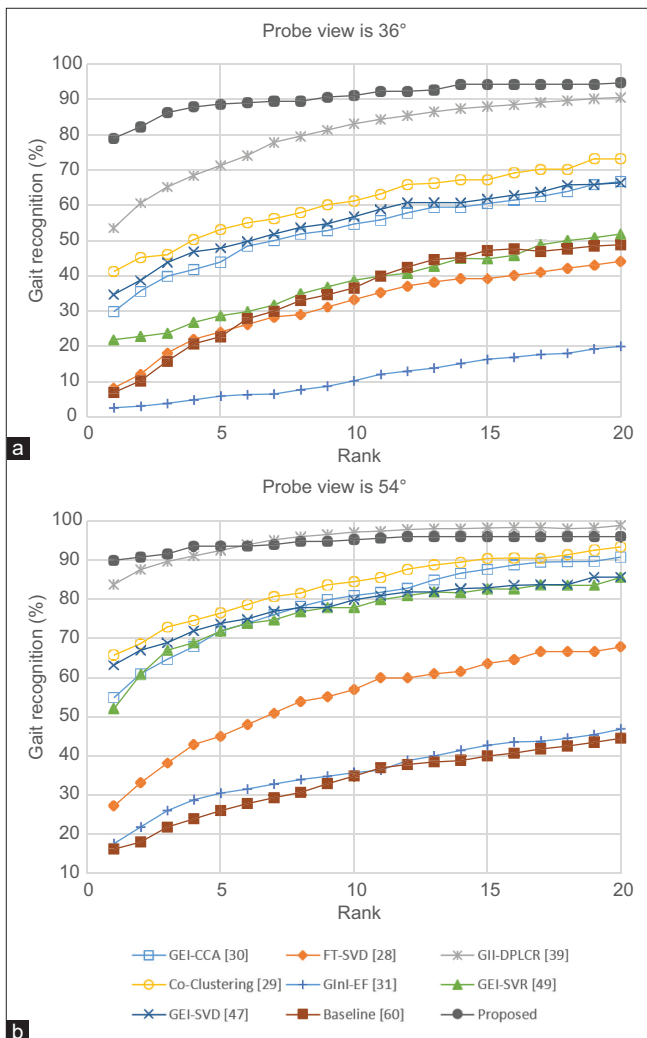 Probe view is 36°
100
90
80
70
60
50
40
30
20
10
0
Gait recognition (%)
0 5 10 15 20
Rank
a
Probe view is 54°
100
90
80
70
60
50
40
30
20
10
Gait recognition (%)
0 5 10 15 20
Rank
GEI-CCA [30] FT-SVD [28] GII-DPLCR [39]
Co-Clustering [29] GInI-EF [31] GEI-SVR [49]
GEI-SVD [47] Baseline [60] Proposed
b